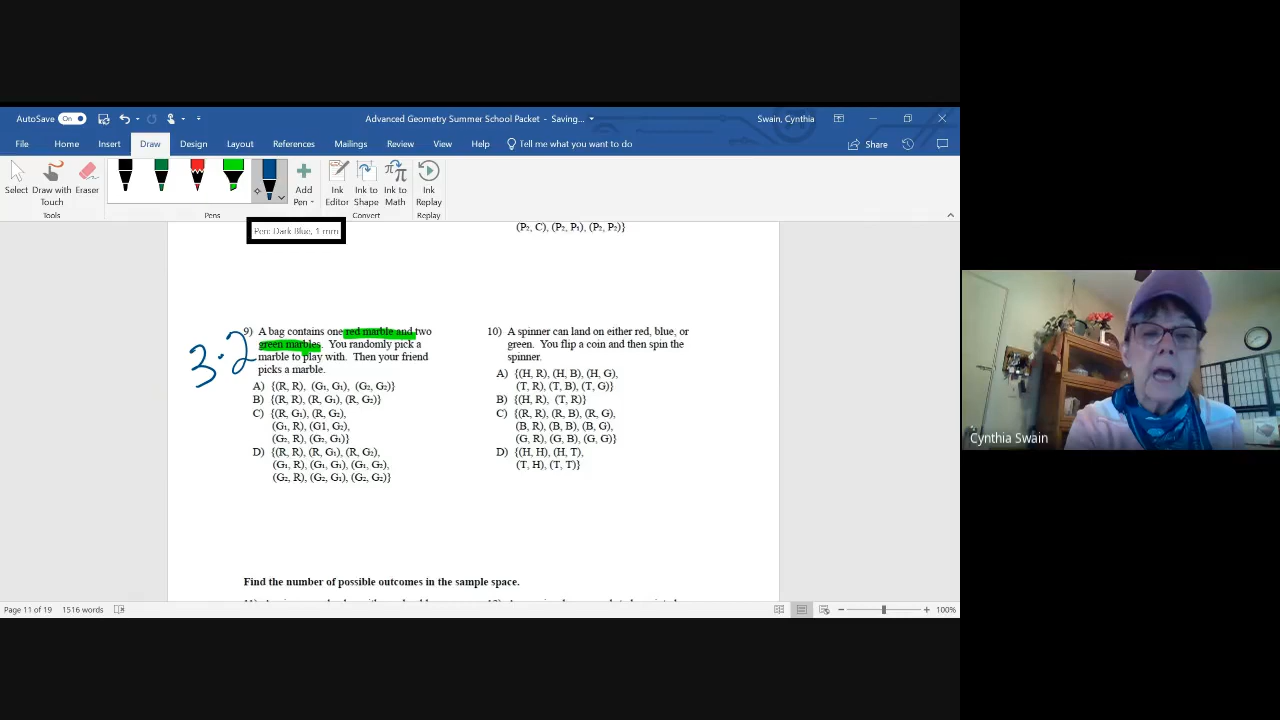 AutoSave On
Advanced Geometry Summer School Packet - Saving...
Swain, Cynthia
File Home Insert Draw Design Layout References Mailings Review View Help Tell me what you want to do
Share
Select Draw with Touch Eraser
Add Pen
Ink Editor
Ink to Shape
Ink to Math
Ink Replay
Tools Pens Convert Replay
Pen: Dark Blue, 1 mm
(P₂, C), (P₂, P₁), (P₂, P₂)}
3·2
9) A bag contains one red marble and two
green marbles. You randomly pick a
marble to play with. Then your friend
picks a marble.
A) {(R, R), (G₁, G₁), (G₂, G₂)}
B) {(R, R), (R, G₁), (R, G₂)}
C) {(R, G₁), (R, G₂),
(G₁, R), (G1, G₂),
(G₂, R), (G₂, G₁)}
D) {(R, R), (R, G₁), (R, G₂),
(G₁, R), (G₁, G₁), (G₁, G₂),
(G₂, R), (G₂, G₁), (G₂, G₂)}
10) A spinner can land on either red, blue, or
green. You flip a coin and then spin the
spinner.
A) {(H, R), (H, B), (H, G),
(T, R), (T, B), (T, G)}
B) {(H, R), (T, R)}
C) {(R, R), (R, B), (R, G),
(B, R), (B, B), (B, G),
(G, R), (G, B), (G, G)}
D) {(H, H), (H, T),
(T, H), (T, T)}
Find the number of possible outcomes in the sample space.
Page 11 of 19 1516 words
100%
Cynthia Swain